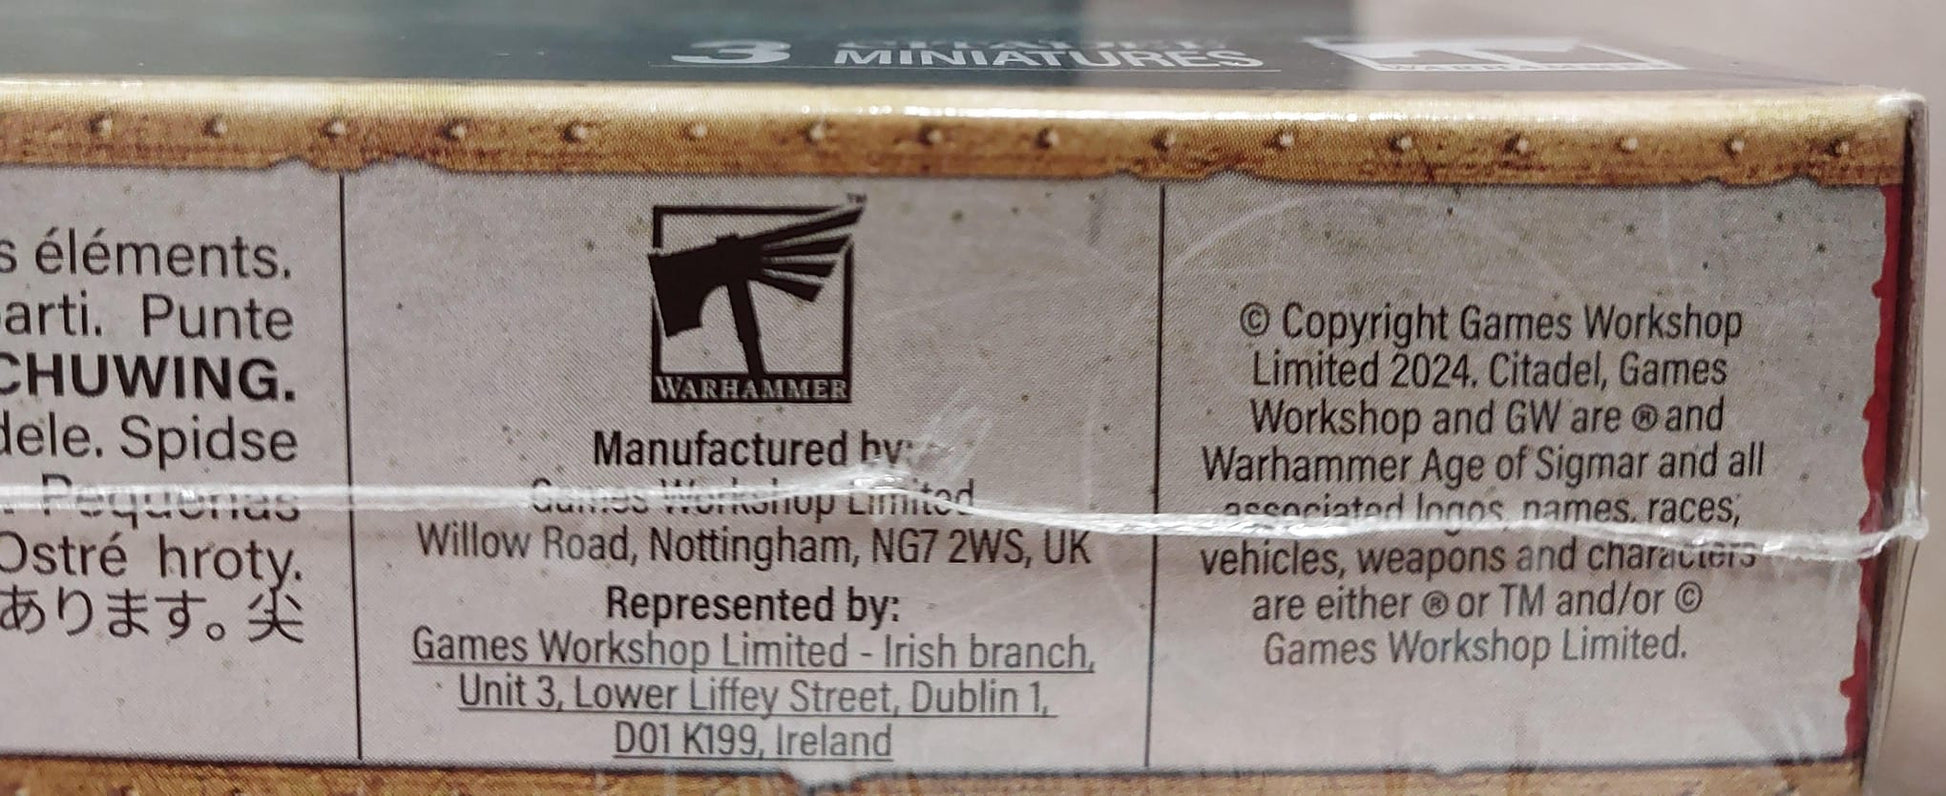 3 MINIATURES
s éléments.
arti. Punte
CHUWING.
dele. Spidse
. Pequenas
Ostré hroty.
あります。尖
TM
WARHAMMER
Manufactured by:
Games Workshop Limited
Willow Road, Nottingham, NG7 2WS, UK
Represented by:
Games Workshop Limited - Irish branch,
Unit 3, Lower Liffey Street, Dublin 1,
D01 K199, Ireland
© Copyright Games Workshop
Limited 2024. Citadel, Games
Workshop and GW are ® and
Warhammer Age of Sigmar and all
associated logos, names, races,
vehicles, weapons and characters
are either ® or TM and/or ©
Games Workshop Limited.